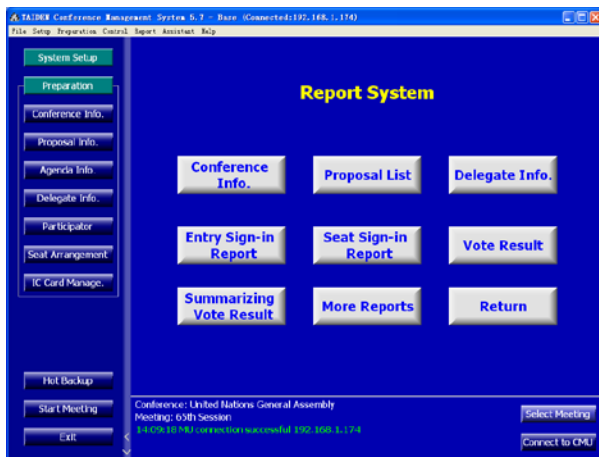 TAIDEN Conference Management System 5.7 - Base (Connected:192.168.1.174)
File Setup Preparation Control Report Assistant Help
System Setup
Preparation
Conference Info.
Proposal Info.
Agenda Info.
Delegate Info.
Participator
Seat Arrangement
IC Card Manage.
Hot Backup
Start Meeting
Exit
Report System
Conference
Info.
Proposal List
Delegate Info.
Entry Sign-in
Report
Seat Sign-in
Report
Vote Result
Summarizing
Vote Result
More Reports
Return
Conference: United Nations General Assembly
Meeting: 65th Session
14:09:18 MU connection successful 192.168.1.174
Select Meeting
Connect to CMU